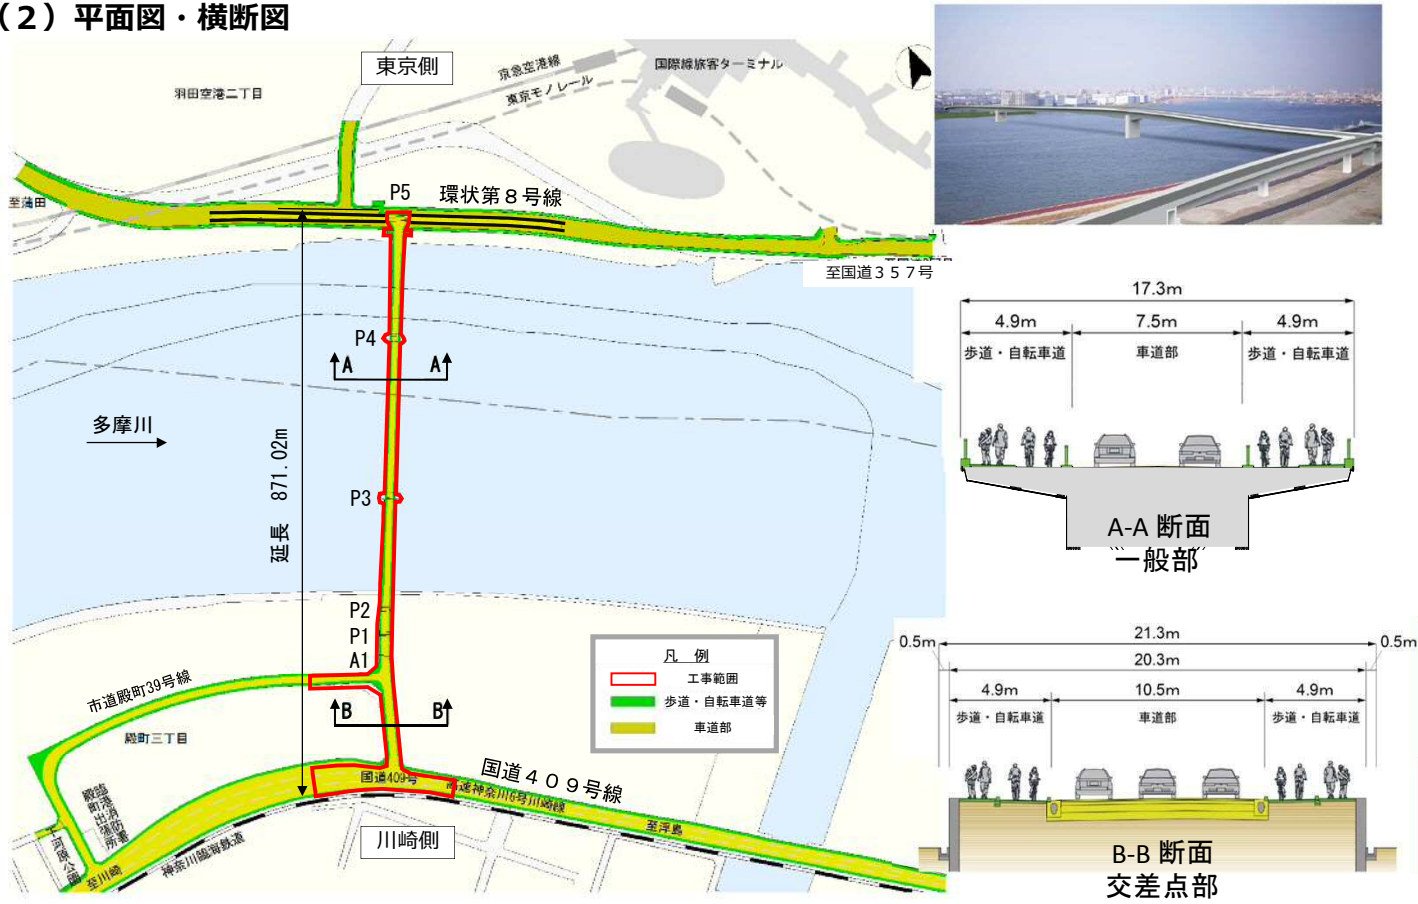 （２）平面図・横断図
東京側
羽田空港二丁目
京急空港線
東京モノレール
国際線旅客ターミナル
至蒲田
P5
環状第８号線
至国道３５７号
P4
A
A
多摩川
延長 871.02m
P3
P2
P1
A1
市道殿町39号線
B
B
殿町三丁目
国道409号
国道４０９号線
高速神奈川6号川崎線
至浮島
臨港消防署
殿町出張所
河原公園
至川崎
神奈川臨海鉄道
川崎側
凡 例
工事範囲
歩道・自転車道等
車道部
17.3m
4.9m
7.5m
4.9m
歩道・自転車道
車道部
歩道・自転車道
A-A 断面
一般部
0.5m
21.3m
0.5m
20.3m
4.9m
10.5m
4.9m
歩道・自転車道
車道部
歩道・自転車道
B-B 断面
交差点部